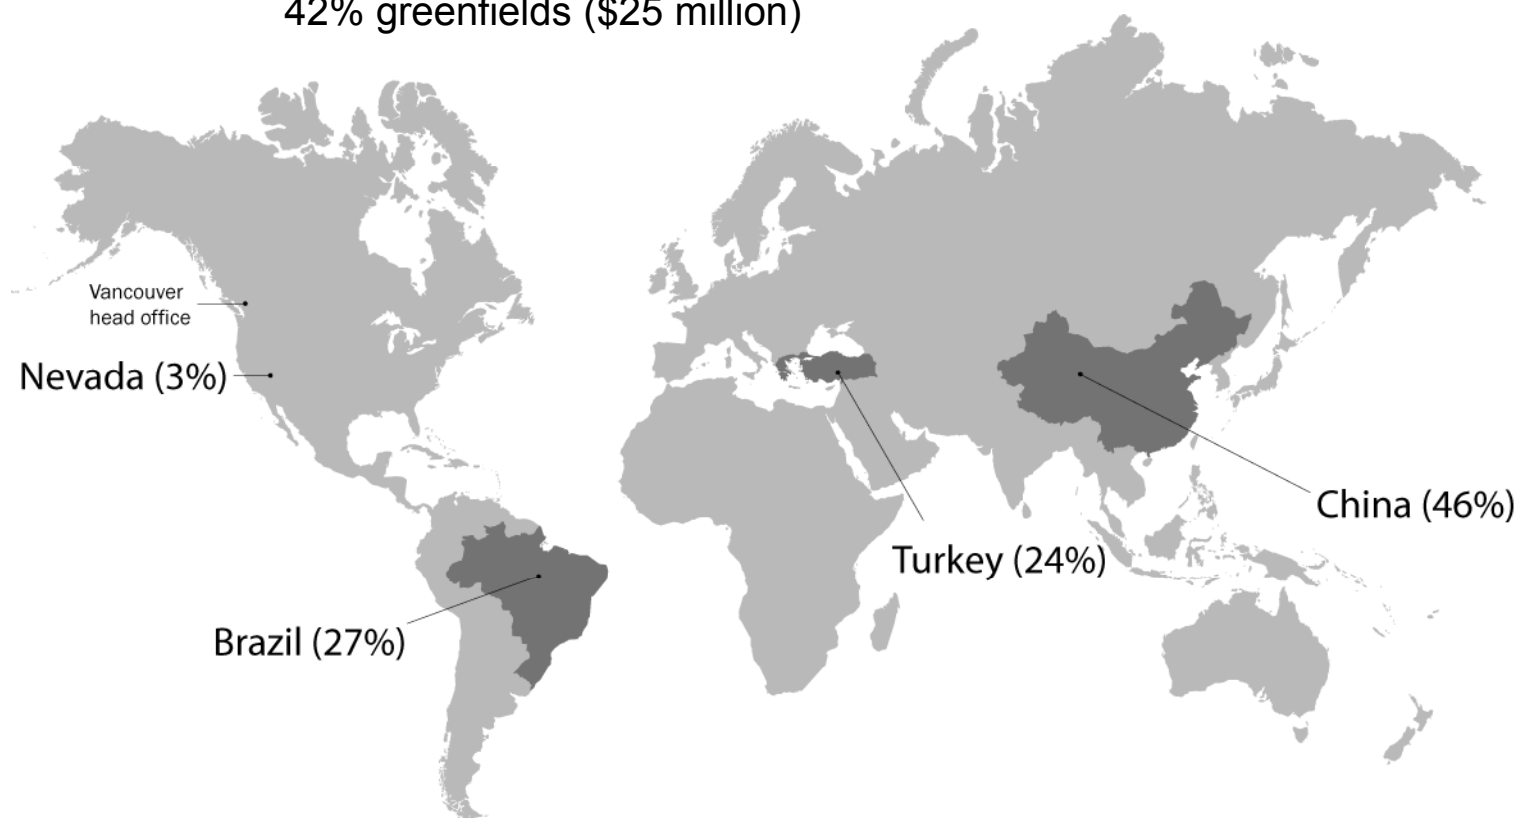 42% greenfields ($25 million)
Vancouver
head office
Nevada (3%)
China (46%)
Turkey (24%)
Brazil (27%)